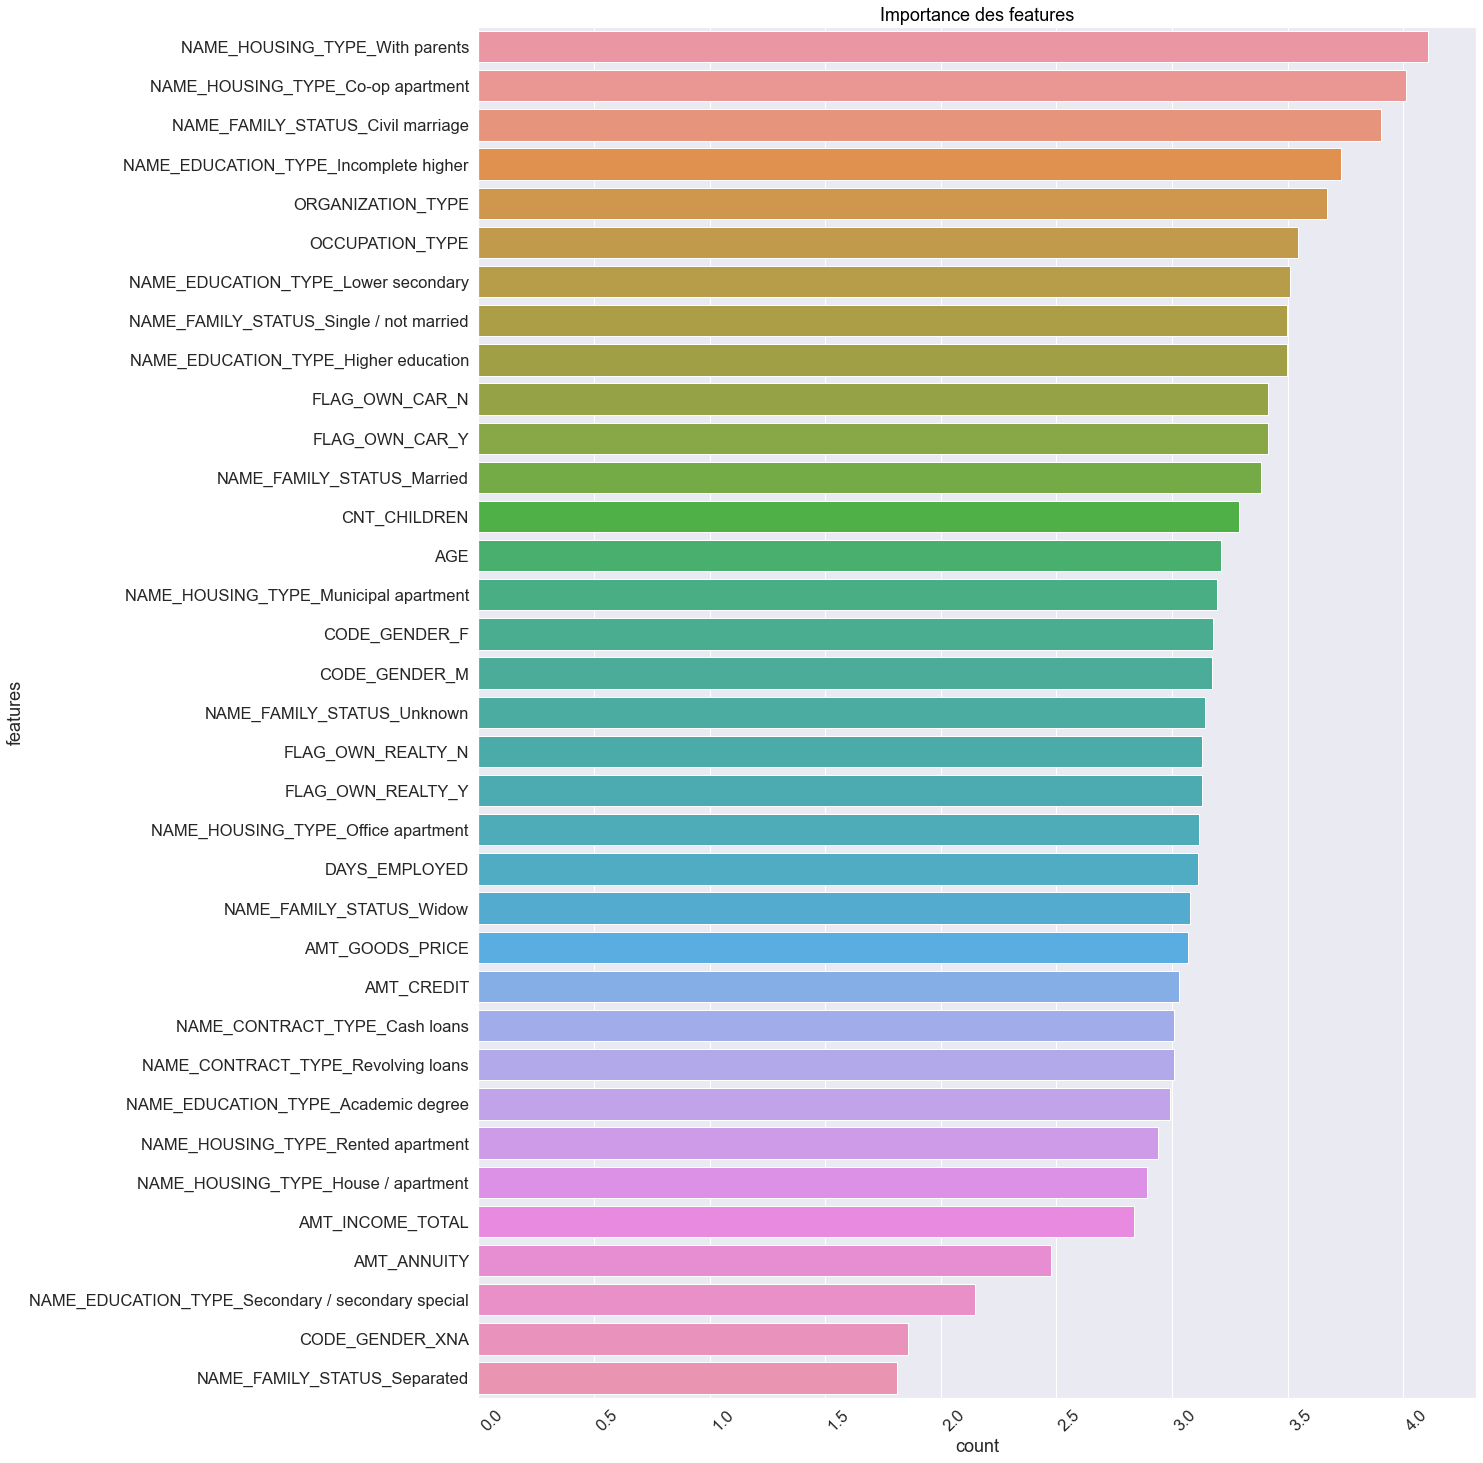 Importance des features
NAME_HOUSING_TYPE_With parents
NAME_HOUSING_TYPE_Co-op apartment
NAME_FAMILY_STATUS_Civil marriage
NAME_EDUCATION_TYPE_Incomplete higher
ORGANIZATION_TYPE
OCCUPATION_TYPE
NAME_EDUCATION_TYPE_Lower secondary
NAME_FAMILY_STATUS_Single / not married
NAME_EDUCATION_TYPE_Higher education
FLAG_OWN_CAR_N
FLAG_OWN_CAR_Y
NAME_FAMILY_STATUS_Married
CNT_CHILDREN
AGE
NAME_HOUSING_TYPE_Municipal apartment
CODE_GENDER_F
CODE_GENDER_M
NAME_FAMILY_STATUS_Unknown
FLAG_OWN_REALTY_N
FLAG_OWN_REALTY_Y
NAME_HOUSING_TYPE_Office apartment
DAYS_EMPLOYED
NAME_FAMILY_STATUS_Widow
AMT_GOODS_PRICE
AMT_CREDIT
NAME_CONTRACT_TYPE_Cash loans
NAME_CONTRACT_TYPE_Revolving loans
NAME_EDUCATION_TYPE_Academic degree
NAME_HOUSING_TYPE_Rented apartment
NAME_HOUSING_TYPE_House / apartment
AMT_INCOME_TOTAL
AMT_ANNUITY
NAME_EDUCATION_TYPE_Secondary / secondary special
CODE_GENDER_XNA
NAME_FAMILY_STATUS_Separated
features
0.0 0.5 1.0 1.5 2.0 2.5 3.0 3.5 4.0
count